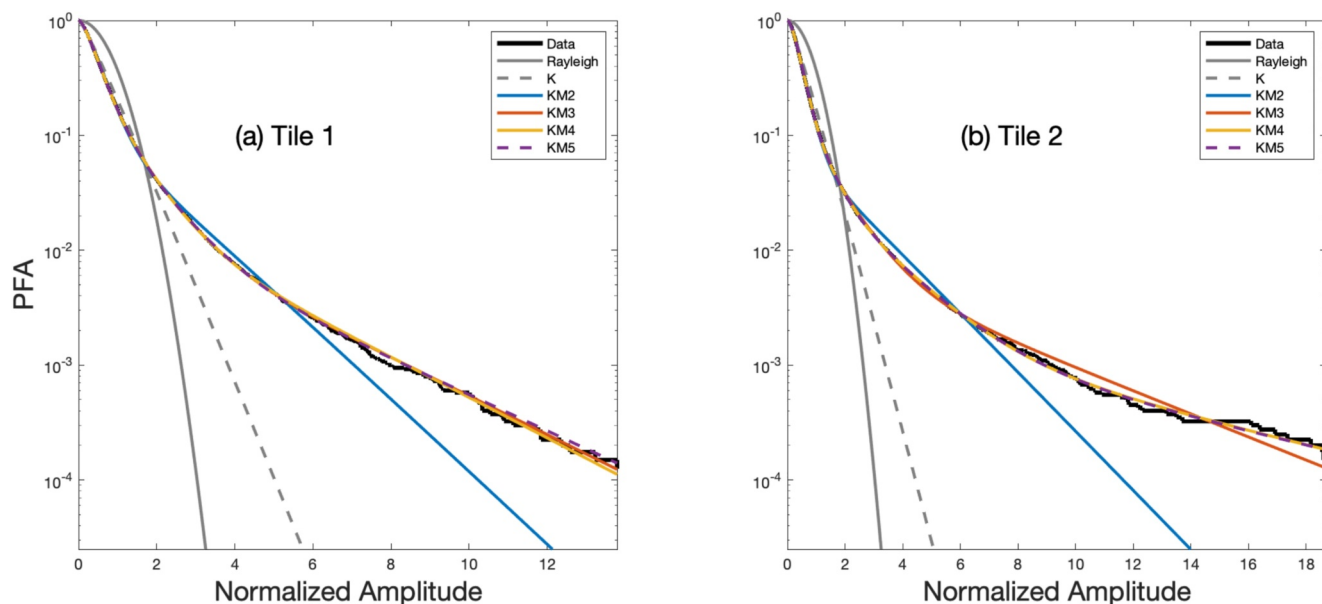 (a) Tile 1
Data
Rayleigh
K
KM2
KM3
KM4
KM5
10^0
10^-1
10^-2
10^-3
10^-4
PFA
0 2 4 6 8 10 12
Normalized Amplitude
(b) Tile 2
Data
Rayleigh
K
KM2
KM3
KM4
KM5
10^0
10^-1
10^-2
10^-3
10^-4
0 2 4 6 8 10 12 14 16 18
Normalized Amplitude